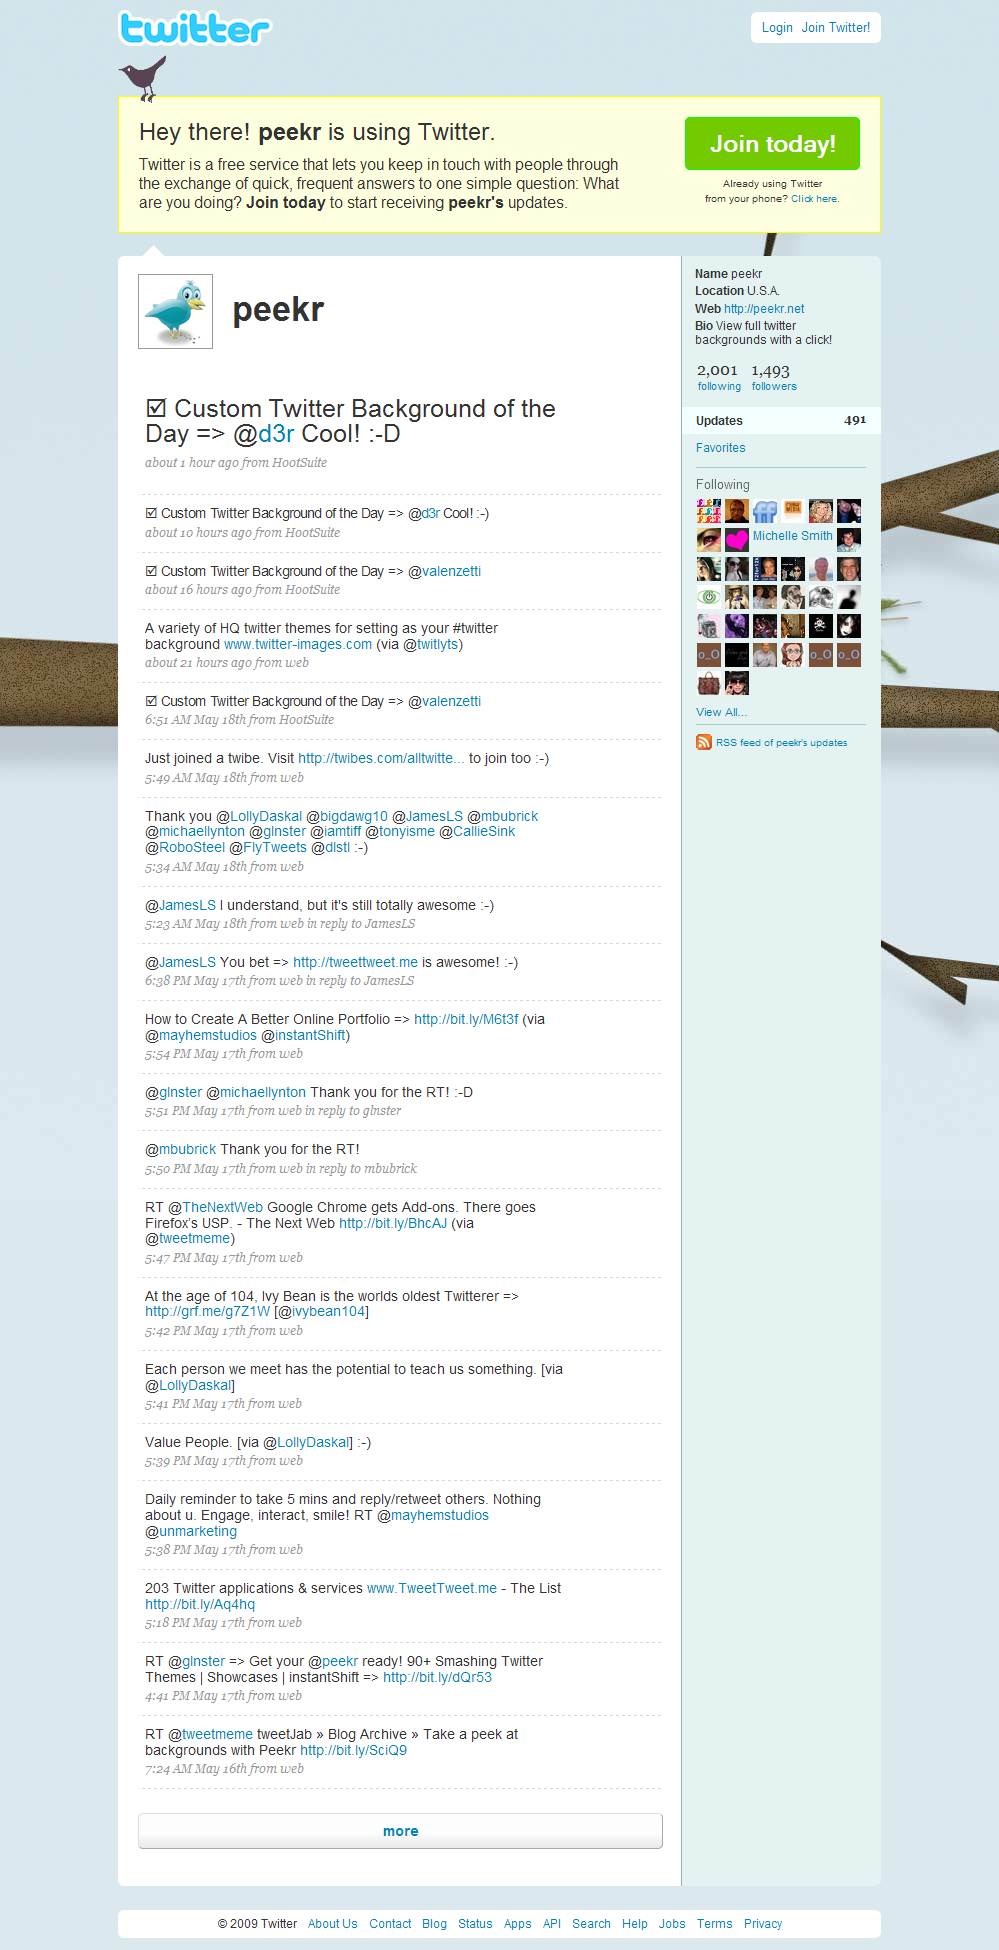 twitter
Login Join Twitter!
Hey there! peekr is using Twitter.
Twitter is a free service that lets you keep in touch with people through
the exchange of quick, frequent answers to one simple question: What
are you doing? Join today to start receiving peekr's updates.
Join today!
Already using Twitter
from your phone? Click here.
peekr
☑ Custom Twitter Background of the
Day => @d3r Cool! :-D
about 1 hour ago from HootSuite
☑ Custom Twitter Background of the Day => @d3r Cool! :-)
about 10 hours ago from HootSuite
☑ Custom Twitter Background of the Day => @valenzetti
about 16 hours ago from HootSuite
A variety of HQ twitter themes for setting as your #twitter
background www.twitter-images.com (via @twitlyts)
about 21 hours ago from web
☑ Custom Twitter Background of the Day => @valenzetti
6:51 AM May 18th from HootSuite
Just joined a twibe. Visit http://twibes.com/alltwitte... to join too :-)
5:49 AM May 18th from web
Thank you @LollyDaskal @bigdawg10 @JamesLS @mbubrick
@michaellynton @glnster @iamtiff @tonyisme @CallieSink
@RoboSteel @FlyTweets @dlstl :-)
5:34 AM May 18th from web
@JamesLS I understand, but it's still totally awesome :-)
5:23 AM May 18th from web in reply to JamesLS
@JamesLS You bet => http://tweettweet.me is awesome! :-)
6:38 PM May 17th from web in reply to JamesLS
How to Create A Better Online Portfolio => http://bit.ly/M6t3f (via
@mayhemstudios @instantShift)
5:54 PM May 17th from web
@glnster @michaellynton Thank you for the RT! :-D
5:51 PM May 17th from web in reply to glnster
@mbubrick Thank you for the RT!
5:50 PM May 17th from web in reply to mbubrick
RT @TheNextWeb Google Chrome gets Add-ons. There goes
Firefox's USP. - The Next Web http://bit.ly/BhcAJ (via
@tweetmeme)
5:47 PM May 17th from web
At the age of 104, Ivy Bean is the worlds oldest Twitterer =>
http://grf.me/g7Z1W [@ivybean104]
5:42 PM May 17th from web
Each person we meet has the potential to teach us something. [via
@LollyDaskal]
5:41 PM May 17th from web
Value People. [via @LollyDaskal] :-)
5:39 PM May 17th from web
Daily reminder to take 5 mins and reply/retweet others. Nothing
about u. Engage, interact, smile! RT @mayhemstudios
@unmarketing
5:38 PM May 17th from web
203 Twitter applications & services www.TweetTweet.me - The List
http://bit.ly/Aq4hq
5:18 PM May 17th from web
RT @glnster => Get your @peekr ready! 90+ Smashing Twitter
Themes | Showcases | instantShift => http://bit.ly/dQr53
4:41 PM May 17th from web
RT @tweetmeme tweetJab » Blog Archive » Take a peek at
backgrounds with Peekr http://bit.ly/SciQ9
7:24 AM May 16th from web
more
Name peekr
Location U.S.A.
Web http://peekr.net
Bio View full twitter
backgrounds with a click!
2,001 1,493
following followers
Updates 491
Favorites
Following
Michelle Smith
o_O o_O o_O
View All...
RSS feed of peekr's updates
© 2009 Twitter About Us Contact Blog Status Apps API Search Help Jobs Terms Privacy